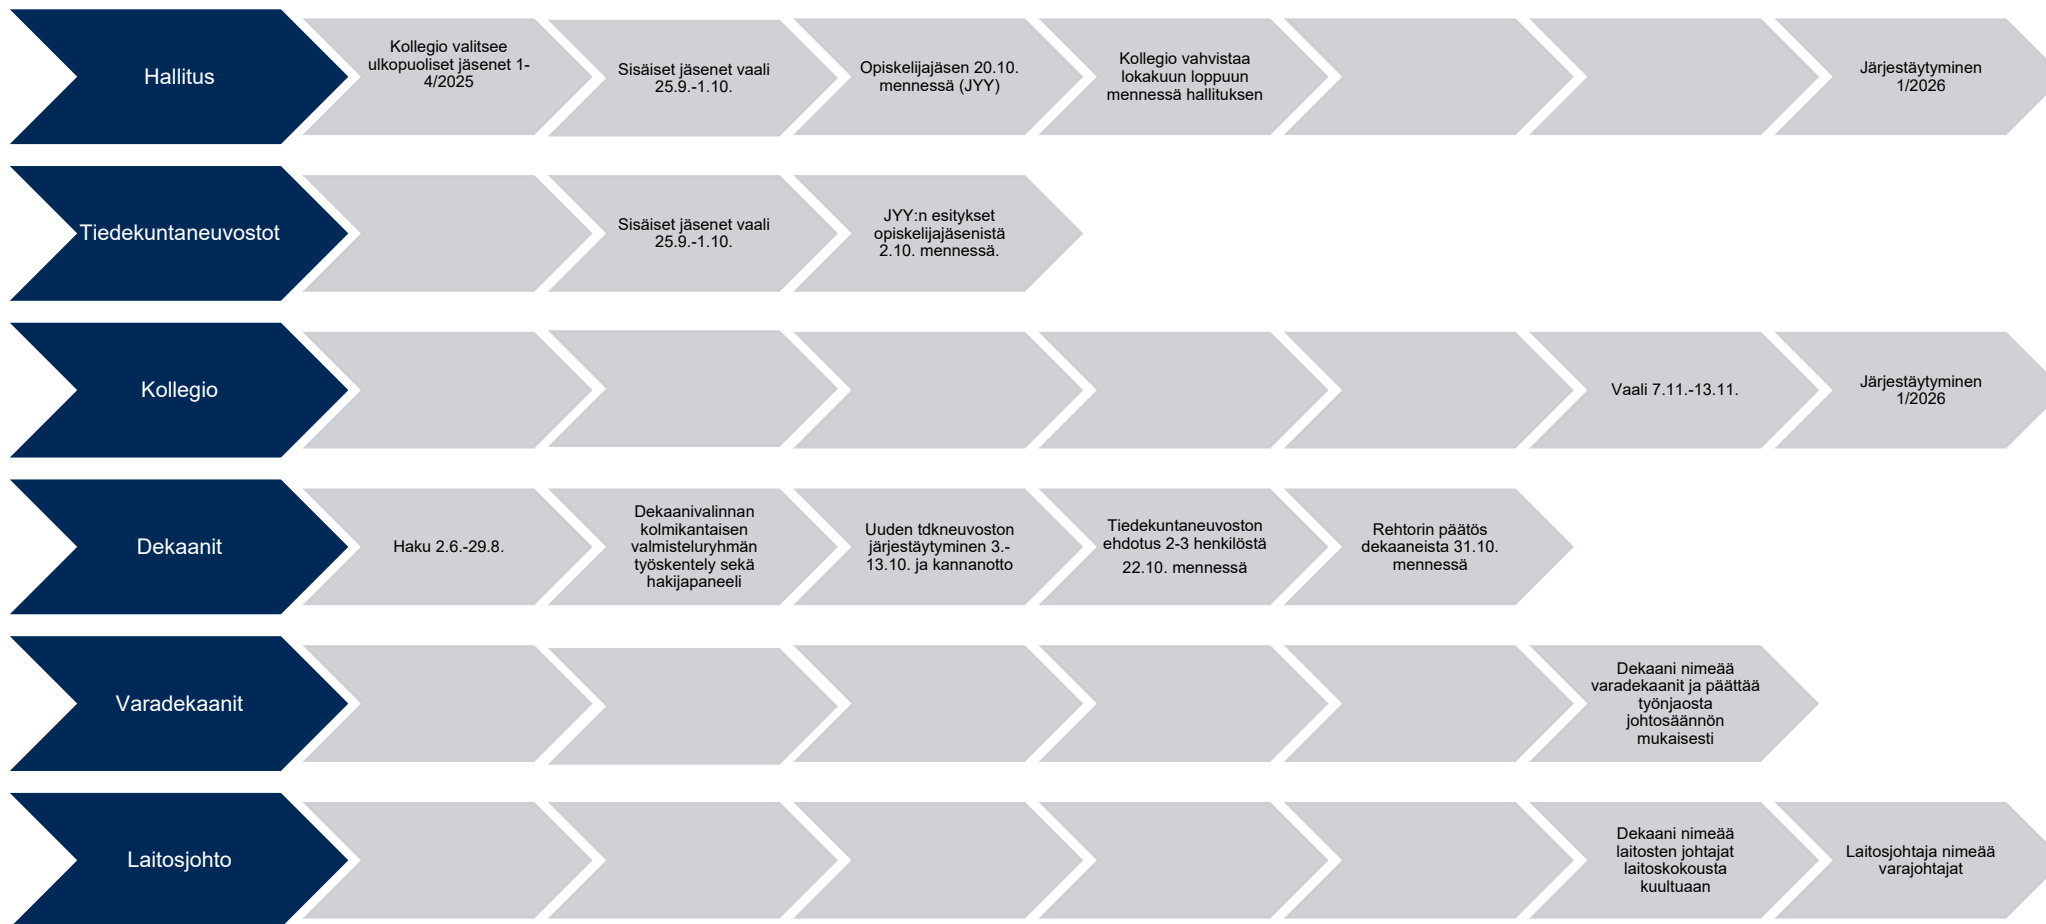 Hallitus
Kollegio valitsee
ulkopuoliset jäsenet 1-
4/2025
Sisäiset jäsenet vaali
25.9.-1.10.
Opiskelijajäsen 20.10.
mennessä (JYY)
Kollegio vahvistaa
lokakuun loppuun
mennessä hallituksen
Järjestäytyminen
1/2026
Tiedekuntaneuvostot
Sisäiset jäsenet vaali
25.9.-1.10.
JYY:n esitykset
opiskelijajäsenistä
2.10. mennessä.
Kollegio
Vaali 7.11.-13.11.
Järjestäytyminen
1/2026
Dekaanit
Haku 2.6.-29.8.
Dekaanivalinnan
kolmikantaisen
valmisteluryhmän
työskentely sekä
hakijapaneeli
Uuden tdkneuvoston
järjestäytyminen 3.-
13.10. ja kannanotto
Tiedekuntaneuvoston
ehdotus 2-3 henkilöstä
22.10. mennessä
Rehtorin päätös
dekaaneista 31.10.
mennessä
Varadekaanit
Dekaani nimeää
varadekaanit ja päättää
työnjaosta
johtosäännön
mukaisesti
Laitosjohto
Dekaani nimeää
laitosten johtajat
laitoskokousta
kuultuaan
Laitosjohtaja nimeää
varajohtajat